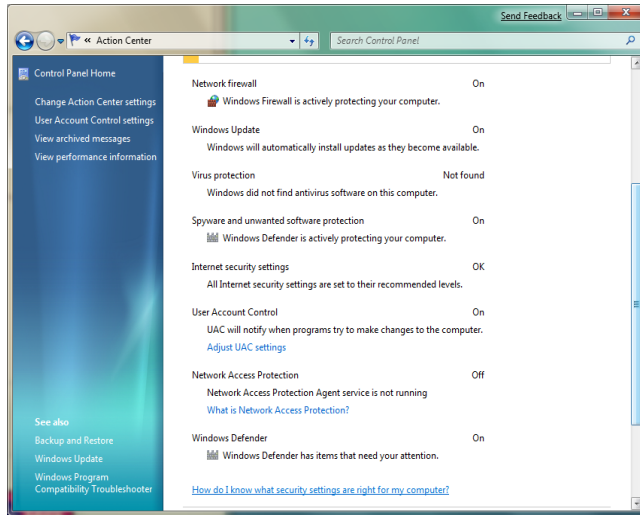 Send Feedback
« Action Center
Search Control Panel
Control Panel Home
Change Action Center settings
User Account Control settings
View archived messages
View performance information
See also
Backup and Restore
Windows Update
Windows Program
Compatibility Troubleshooter
Network firewall On
Windows Firewall is actively protecting your computer.
Windows Update On
Windows will automatically install updates as they become available.
Virus protection Not found
Windows did not find antivirus software on this computer.
Spyware and unwanted software protection On
Windows Defender is actively protecting your computer.
Internet security settings OK
All Internet security settings are set to their recommended levels.
User Account Control On
UAC will notify when programs try to make changes to the computer.
Adjust UAC settings
Network Access Protection Off
Network Access Protection Agent service is not running
What is Network Access Protection?
Windows Defender On
Windows Defender has items that need your attention.
How do I know what security settings are right for my computer?